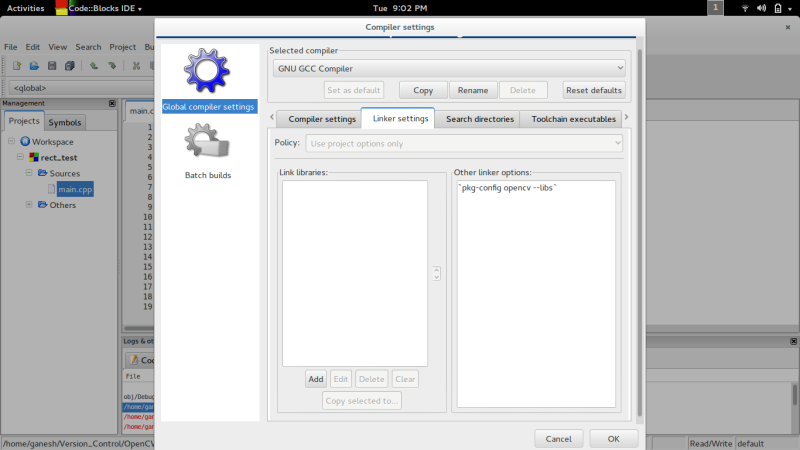 Activities Code::Blocks IDE Tue 9:02 PM 1
Compiler settings
File Edit View Search Project Bu
<global>
Management
Projects Symbols
Workspace
rect_test
Sources
main.cpp
Others
main.c
1
2
3
4
5
6
7
8
9
10
11
12
13
14
15
16
17
18
19
Global compiler settings
Batch builds
Selected compiler
GNU GCC Compiler
Set as default Copy Rename Delete Reset defaults
Compiler settings Linker settings Search directories Toolchain executables
Policy: Use project options only
Link libraries:
Add Edit Delete Clear
Copy selected to...
Other linker options:
`pkg-config opencv --libs`
Cancel OK
Logs & ot
Cod
File
obj/Debug
/home/gan
/home/gan
/home/gan
/home/ganesh/Version_Control/OpenCV Read/Write default